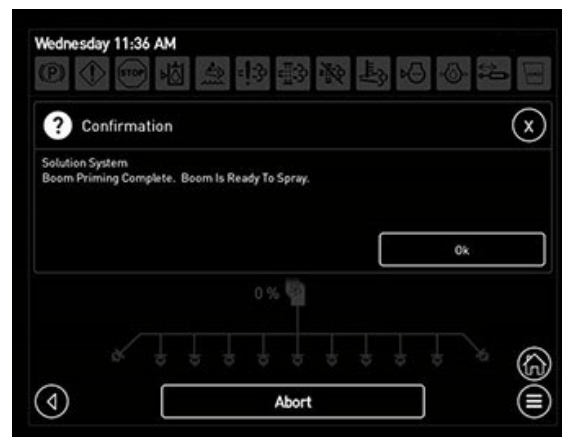 Wednesday 11:36 AM
(P) STOP
? Confirmation X
Solution System
Boom Priming Complete. Boom Is Ready To Spray.
Ok
0 %
Abort